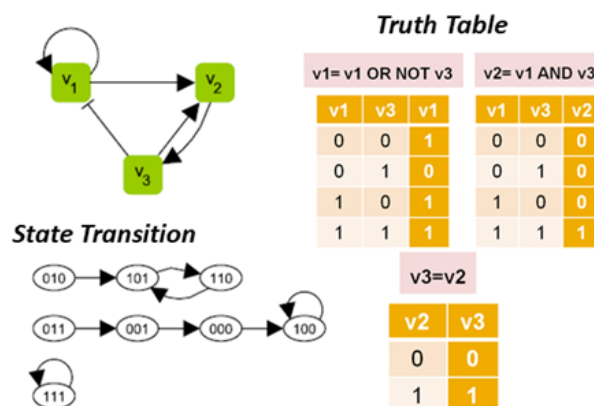 Truth Table
v1= v1 OR NOT v3
v2= v1 AND v3
v1 v3 v1
0 0 1
0 1 0
1 0 1
1 1 1
v1 v3 v2
0 0 0
0 1 0
1 0 0
1 1 1
v3=v2
v2 v3
0 0
1 1
v1
v2
v3
State Transition
010 101 110
011 001 000 100
111